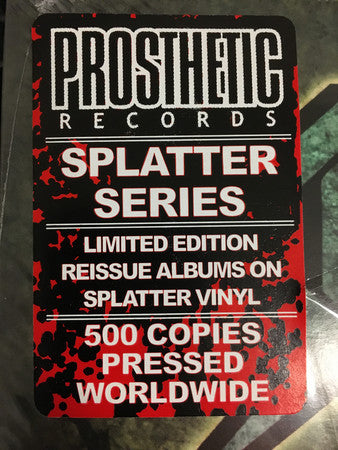 PROSTHETIC
RECORDS
SPLATTER
SERIES
LIMITED EDITION
REISSUE ALBUMS ON
SPLATTER VINYL
500 COPIES
PRESSED
WORLDWIDE